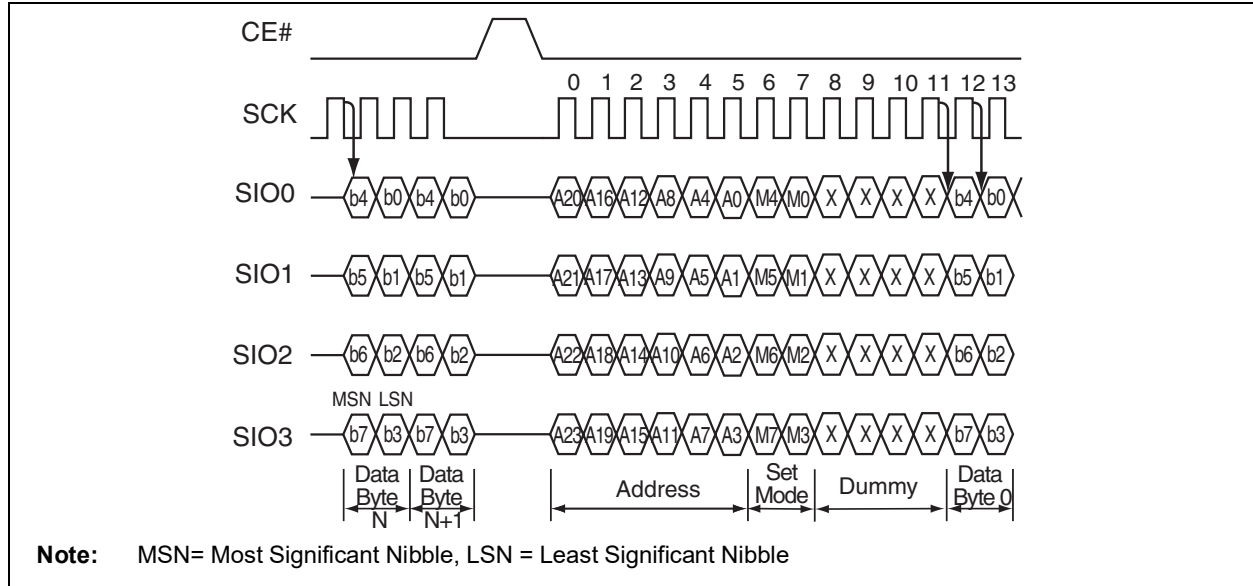 CE#
0 1 2 3 4 5 6 7 8 9 10 11 12 13
SCK
SIO0 b4 b0 b4 b0 A20 A16 A12 A8 A4 A0 M4 M0 X X X X b4 b0
SIO1 b5 b1 b5 b1 A21 A17 A13 A9 A5 A1 M5 M1 X X X X b5 b1
SIO2 b6 b2 b6 b2 A22 A18 A14 A10 A6 A2 M6 M2 X X X X b6 b2
MSN LSN
SIO3 b7 b3 b7 b3 A23 A19 A15 A11 A7 A3 M7 M3 X X X X b7 b3
Data Byte N
Data Byte N+1
Address
Set Mode
Dummy
Data Byte 0
Note: MSN= Most Significant Nibble, LSN = Least Significant Nibble